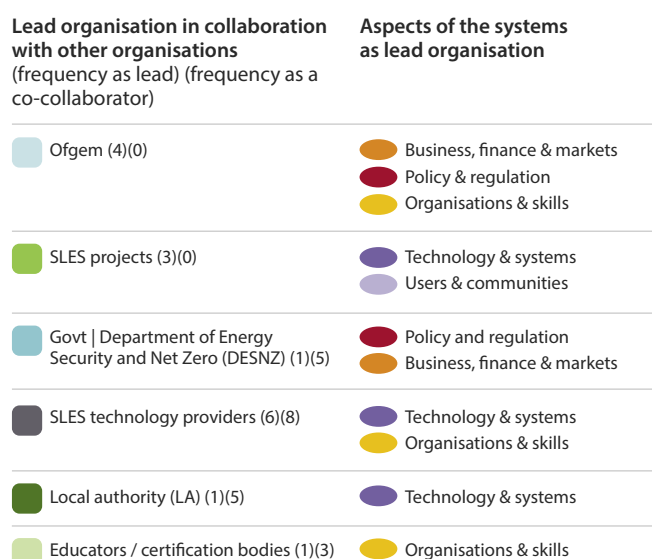 Lead organisation in collaboration
with other organisations
(frequency as lead) (frequency as a
co-collaborator)
Aspects of the systems
as lead organisation
Ofgem (4)(0)
Business, finance & markets
Policy & regulation
Organisations & skills
SLES projects (3)(0)
Technology & systems
Users & communities
Govt | Department of Energy
Security and Net Zero (DESNZ) (1)(5)
Policy and regulation
Business, finance & markets
SLES technology providers (6)(8)
Technology & systems
Organisations & skills
Local authority (LA) (1)(5)
Technology & systems
Educators / certification bodies (1)(3)
Organisations & skills